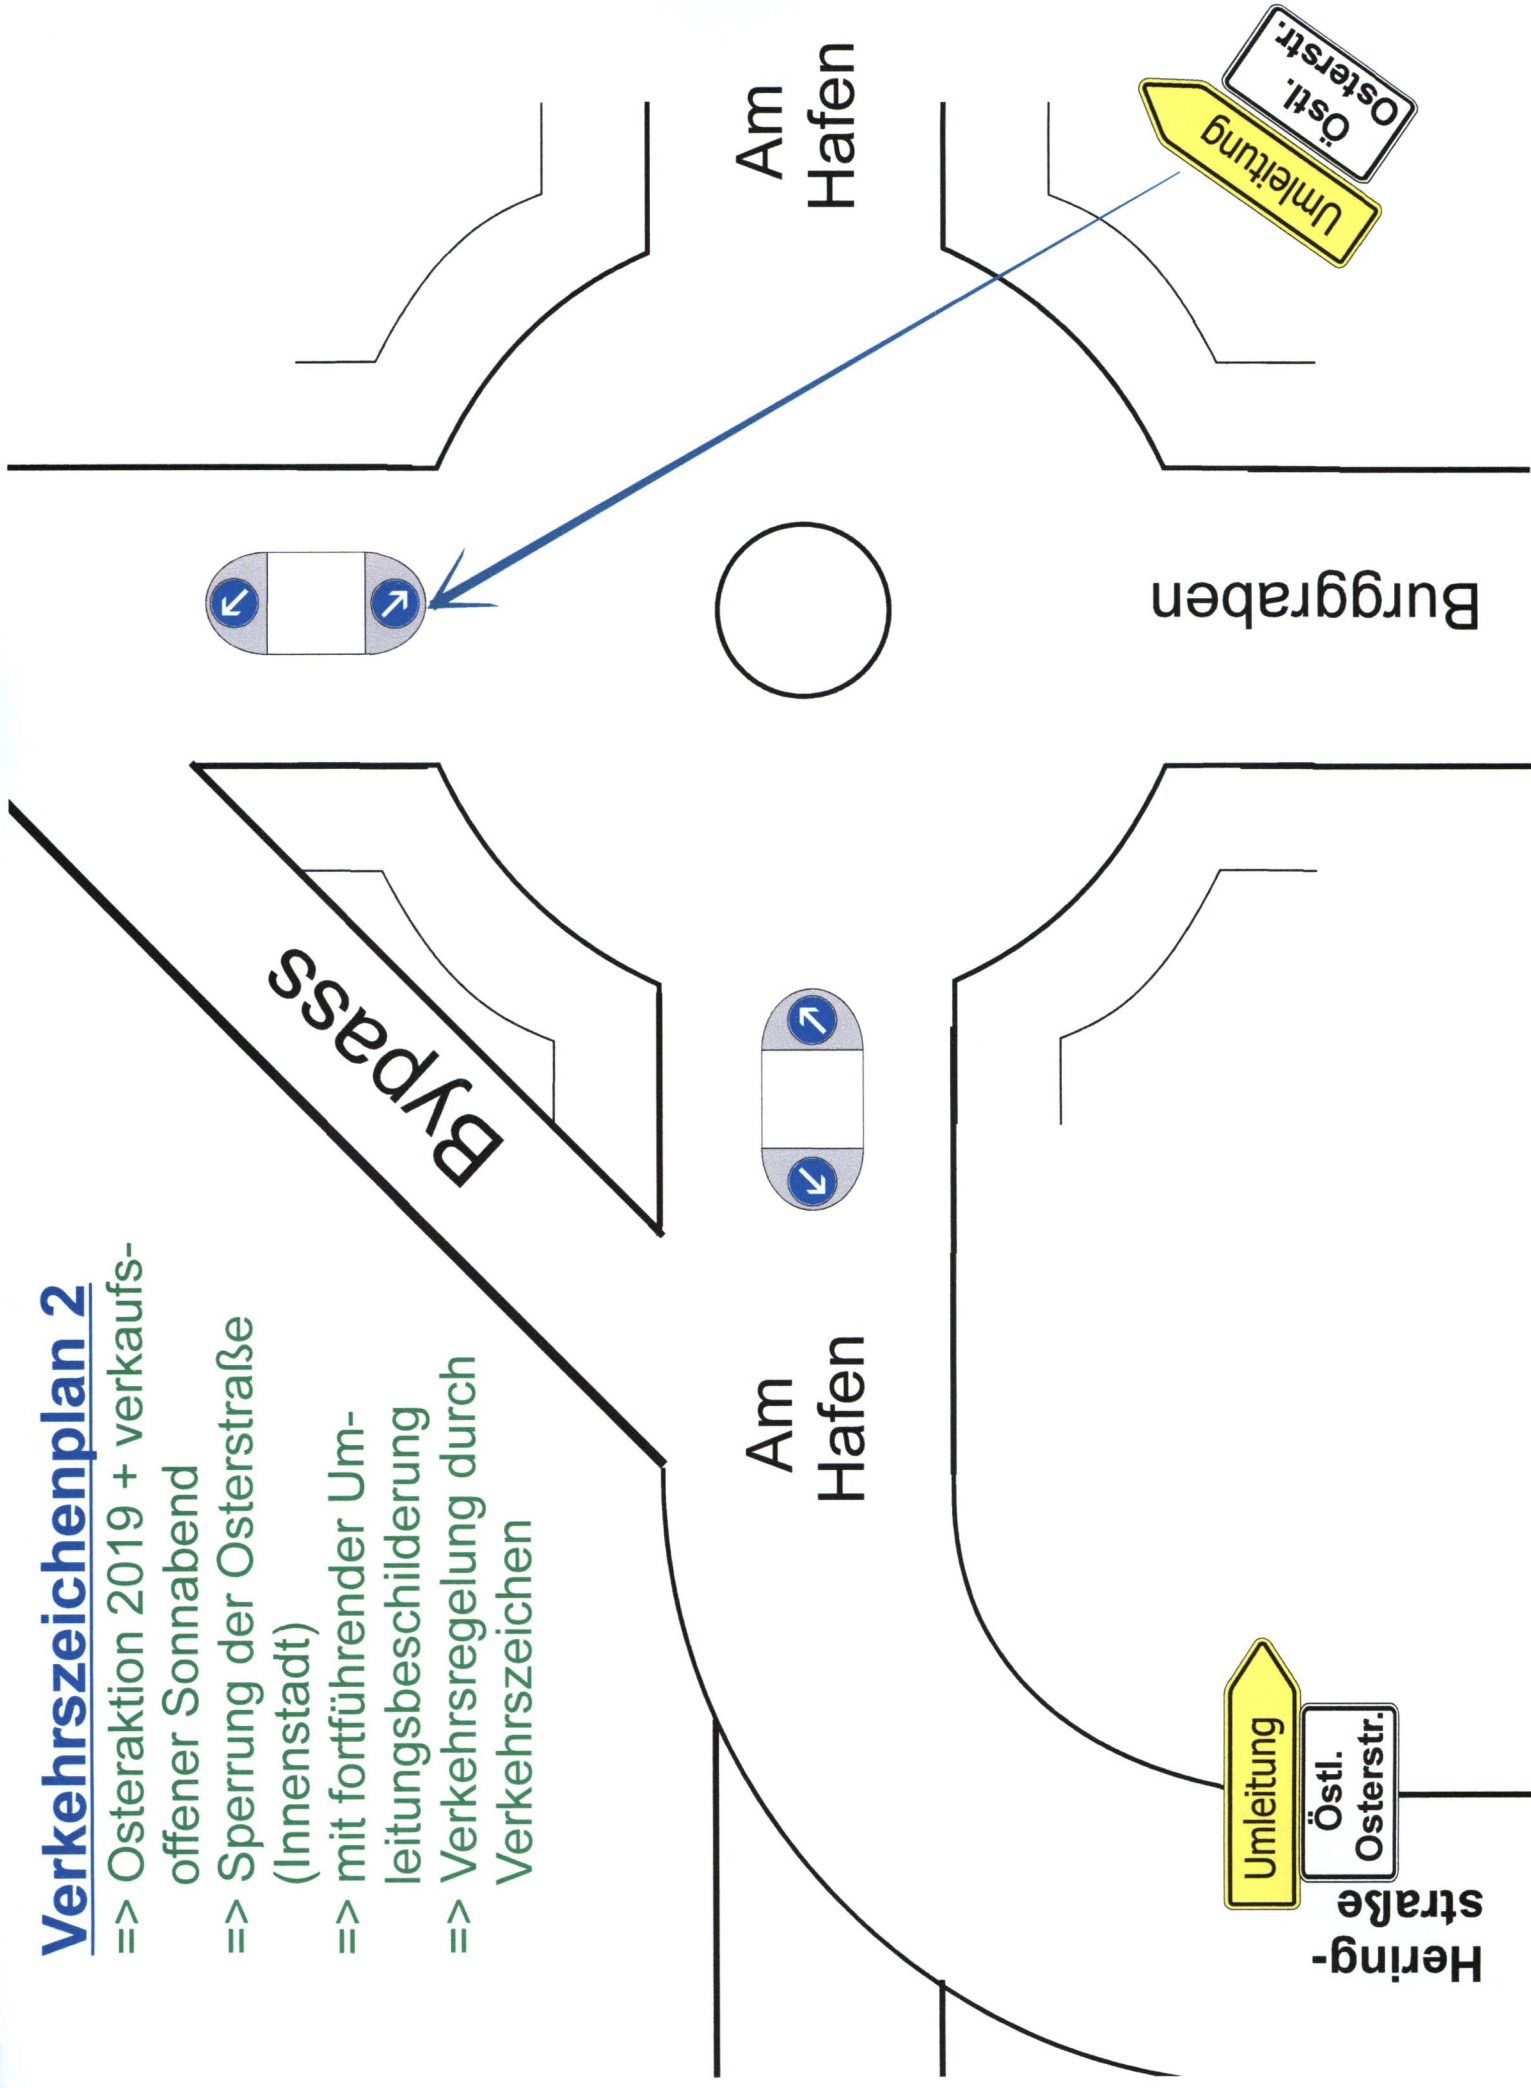 Verkehrszeichenplan 2
=> Osteraktion 2019 + verkaufs-
offener Sonnabend
=> Sperrung der Osterstraße
(Innenstadt)
=> mit fortführender Um-
leitungsbeschilderung
=> Verkehrsregelung durch
Verkehrszeichen
Bypass
Am
Hafen
Am
Hafen
Burggraben
Umleitung
Östl.
Osterstr.
Hering-
straße
Umleitung
Östl.
Osterstr.